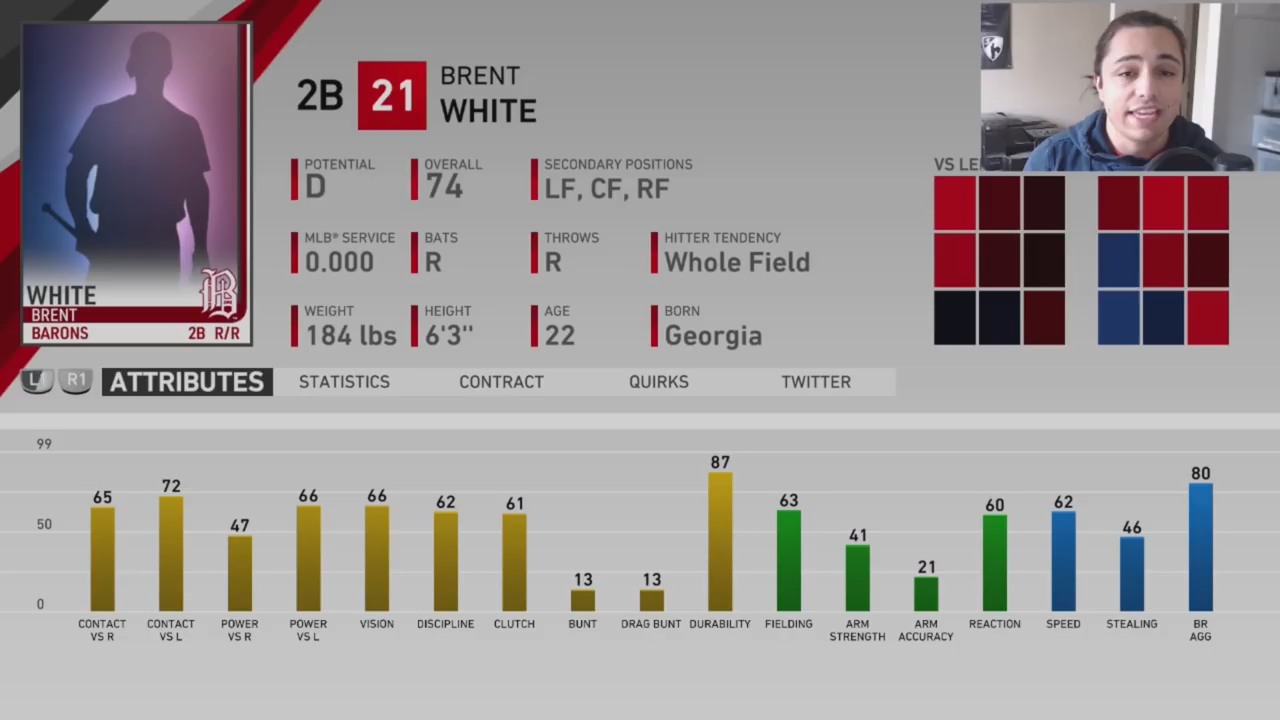 2B 21 BRENT WHITE
POTENTIAL
D
OVERALL
74
SECONDARY POSITIONS
LF, CF, RF
MLB® SERVICE
0.000
BATS
R
THROWS
R
HITTER TENDENCY
Whole Field
WEIGHT
184 lbs
HEIGHT
6'3"
AGE
22
BORN
Georgia
WHITE
BRENT
BARONS 2B R/R
B
VS LE
L1 R1 ATTRIBUTES STATISTICS CONTRACT QUIRKS TWITTER
99
50
0
65 72 47 66 66 62 61 13 13 87 63 41 21 60 62 46 80
CONTACT VS R
CONTACT VS L
POWER VS R
POWER VS L
VISION
DISCIPLINE
CLUTCH
BUNT
DRAG BUNT
DURABILITY
FIELDING
ARM STRENGTH
ARM ACCURACY
REACTION
SPEED
STEALING
BR AGG